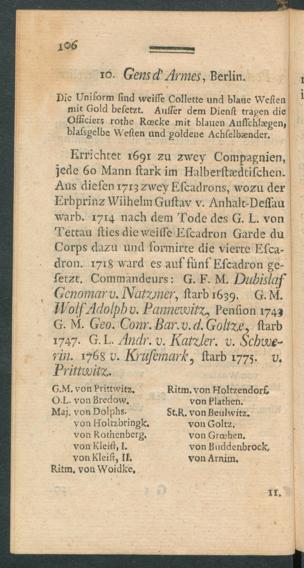 106
10. Gens d' Armes, Berlin.
Die Uniform sind weisse Collette und blaue Westen
mit Gold besetzt. Ausser dem Dienst tragen die
Officiers rothe Rœcke mit blauen Aufschlægen,
blasgelbe Westen und goldene Achselbænder.
Errichtet 1691 zu zwey Compagnien,
jede 60 Mann stark im Halberstædtischen.
Aus diesen 1713 zwey Escadrons, wozu der
Erbprinz Wilhelm Gustav v. Anhalt-Dessau
warb. 1714 nach dem Tode des G. L. von
Tettau sties die weisse Escadron Garde du
Corps dazu und formirte die vierte Esca-
dron. 1718 ward es auf fünf Escadron ge-
setzt. Commandeurs: G. F. M. Dubislaf
Genomar v. Natzmer, starb 1639. G. M.
Wolf Adolph v. Pannewitz, Pension 1743
G. M. Geo. Conr. Bar. v. d. Goltze, starb
1747. G. L. Andr. v. Katzler. v. Schwe-
rin. 1768 v. Krusemark, starb 1775. v.
Prittwitz.
G.M. von Prittwitz.
O.L. von Bredow.
Maj. von Dolphs.
von Holtzbringk.
von Rothenberg.
von Kleist, I.
von Kleist, II.
Ritm. von Woidke.
Ritm. von Holtzendorf.
von Plathen.
St.R. von Beulwitz.
von Goltz.
von Grœben.
von Buddenbrock.
von Arnim.
11.